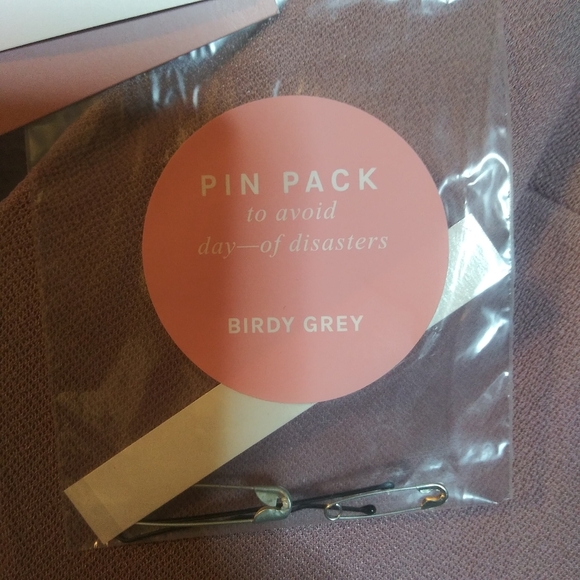 PIN PACK
to avoid
day—of disasters
BIRDY GREY